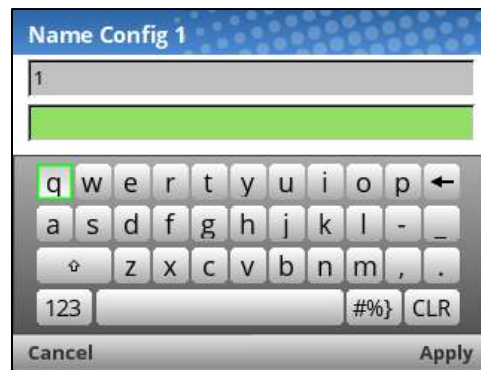 Name Config 1
1
q w e r t y u i o p ←
a s d f g h j k l - _
⇧ z x c v b n m , .
123 #%} CLR
Cancel Apply